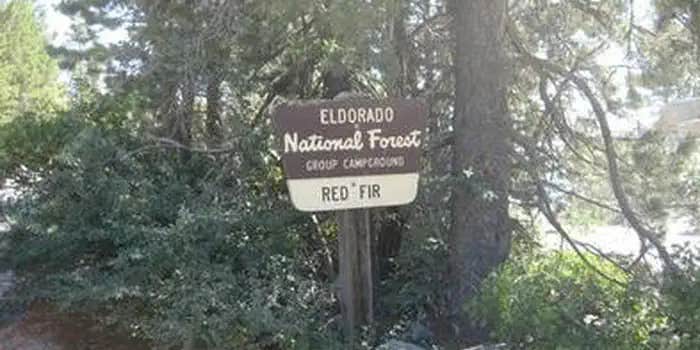 ELDORADO
National Forest
GROUP CAMPGROUND
RED FIR